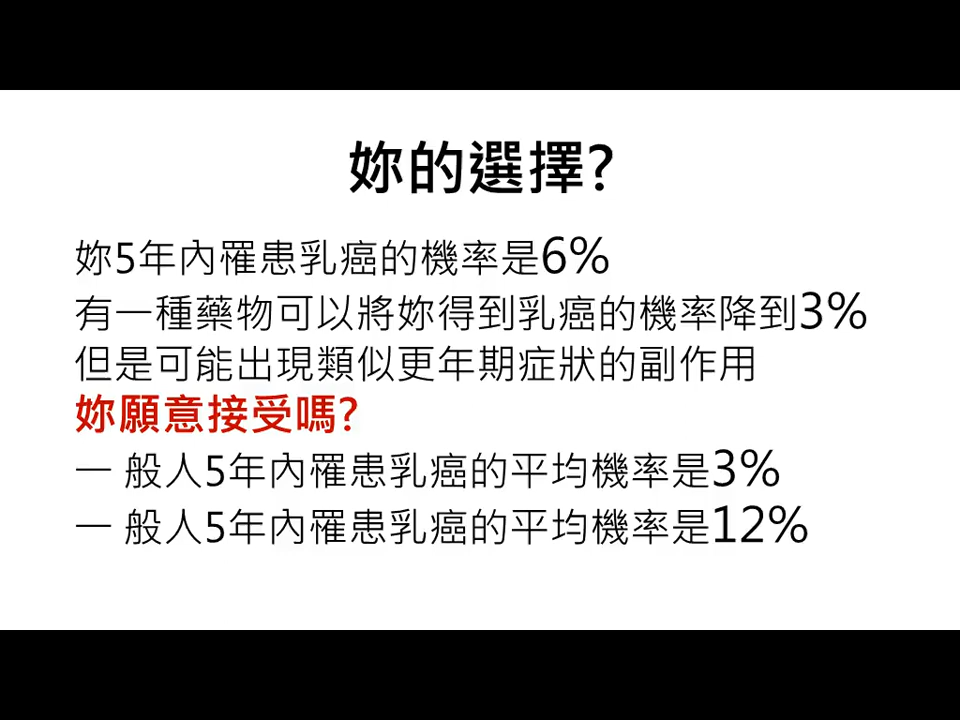 妳的選擇?
妳5年內罹患乳癌的機率是6%
有一種藥物可以將妳得到乳癌的機率降到3%
但是可能出現類似更年期症狀的副作用
妳願意接受嗎?
一 般人5年內罹患乳癌的平均機率是3%
一 般人5年內罹患乳癌的平均機率是12%